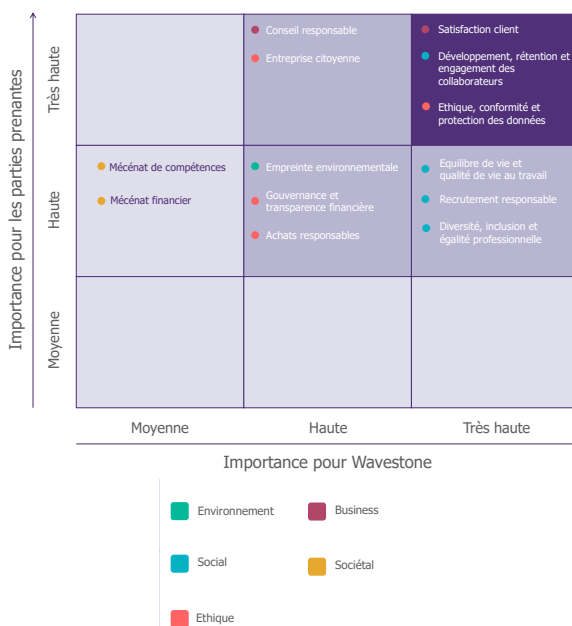 Importance pour les parties prenantes
Très haute
Haute
Moyenne
Conseil responsable
Entreprise citoyenne
Satisfaction client
Développement, rétention et
engagement des
collaborateurs
Ethique, conformité et
protection des données
Mécénat de compétences
Mécénat financier
Empreinte environnementale
Gouvernance et
transparence financière
Achats responsables
Equilibre de vie et
qualité de vie au travail
Recrutement responsable
Diversité, inclusion et
égalité professionnelle
Moyenne
Haute
Très haute
Importance pour Wavestone
Environnement
Business
Social
Sociétal
Ethique